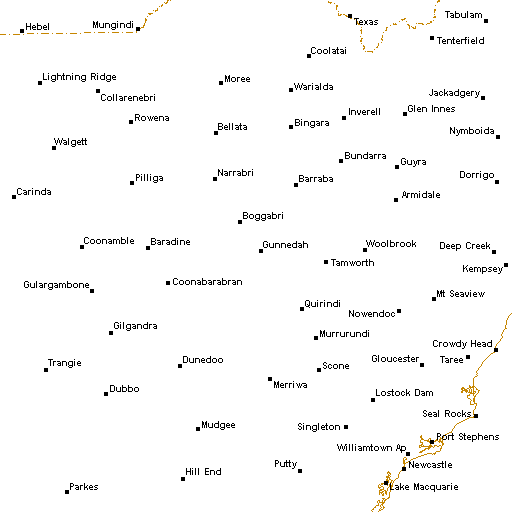 Tabulam
Texas
Hebel
Mungindi
Tenterfield
Coolatai
Lightning Ridge
Moree
Warialda
Collarenebri
Jackadgery
Glen Innes
Inverell
Rowena
Bellata
Bingara
Nymboida
Walgett
Bundarra
Guyra
Pilliga
Narrabri
Barraba
Dorrigo
Carinda
Armidale
Boggabri
Coonamble
Baradine
Gunnedah
Woolbrook
Deep Creek
Tamworth
Kempsey
Gulargambone
Coonabarabran
Mt Seaview
Quirindi
Nowendoc
Gilgandra
Murrurundi
Crowdy Head
Trangie
Dunedoo
Scone
Gloucester
Taree
Merriwa
Dubbo
Lostock Dam
Seal Rocks
Mudgee
Singleton
Port Stephens
Williamtown Ap
Putty
Newcastle
Hill End
Parkes
Lake Macquarie